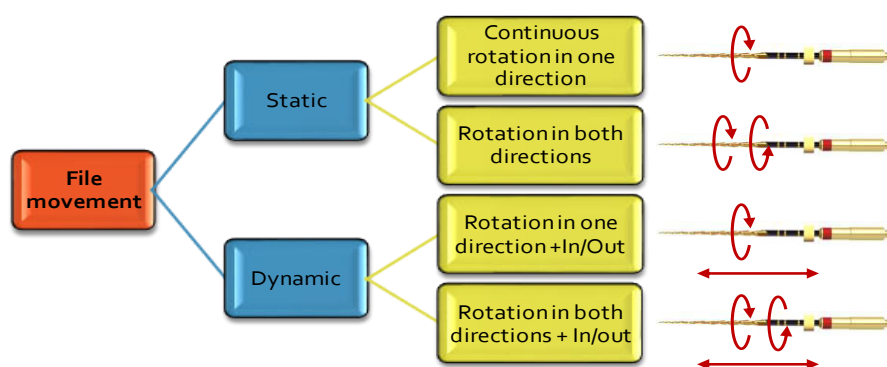 File
movement
Static
Dynamic
Continuous
rotation in one
direction
Rotation in both
directions
Rotation in one
direction +In/Out
Rotation in both
directions + In/out